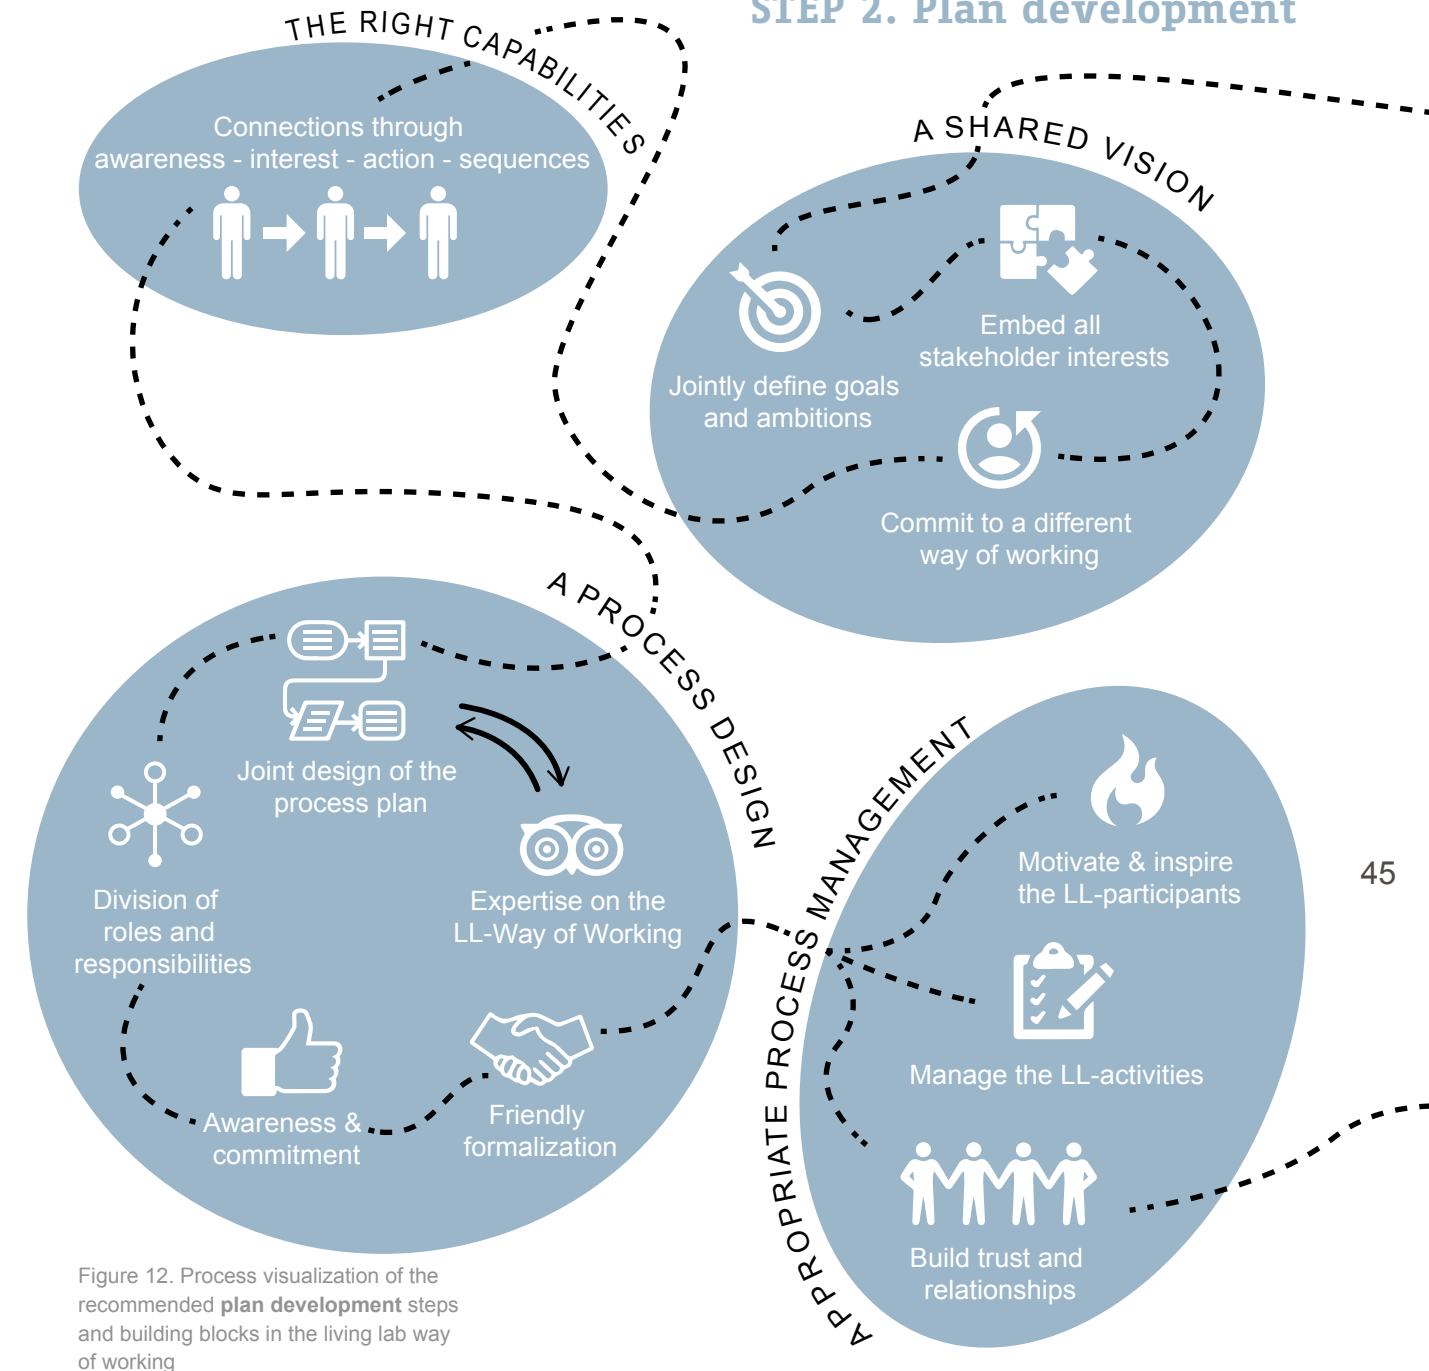 STEP 2. Plan development
THE RIGHT CAPABILITIES
Connections through
awareness - interest - action - sequences
A SHARED VISION
Jointly define goals
and ambitions
Embed all
stakeholder interests
Commit to a different
way of working
A PROCESS DESIGN
Joint design of the
process plan
Expertise on the
LL-Way of Working
Division of
roles and
responsibilities
Awareness &
commitment
Friendly
formalization
APPROPRIATE PROCESS MANAGEMENT
Motivate & inspire
the LL-participants
Manage the LL-activities
Build trust and
relationships
45
Figure 12. Process visualization of the
recommended plan development steps
and building blocks in the living lab way
of working